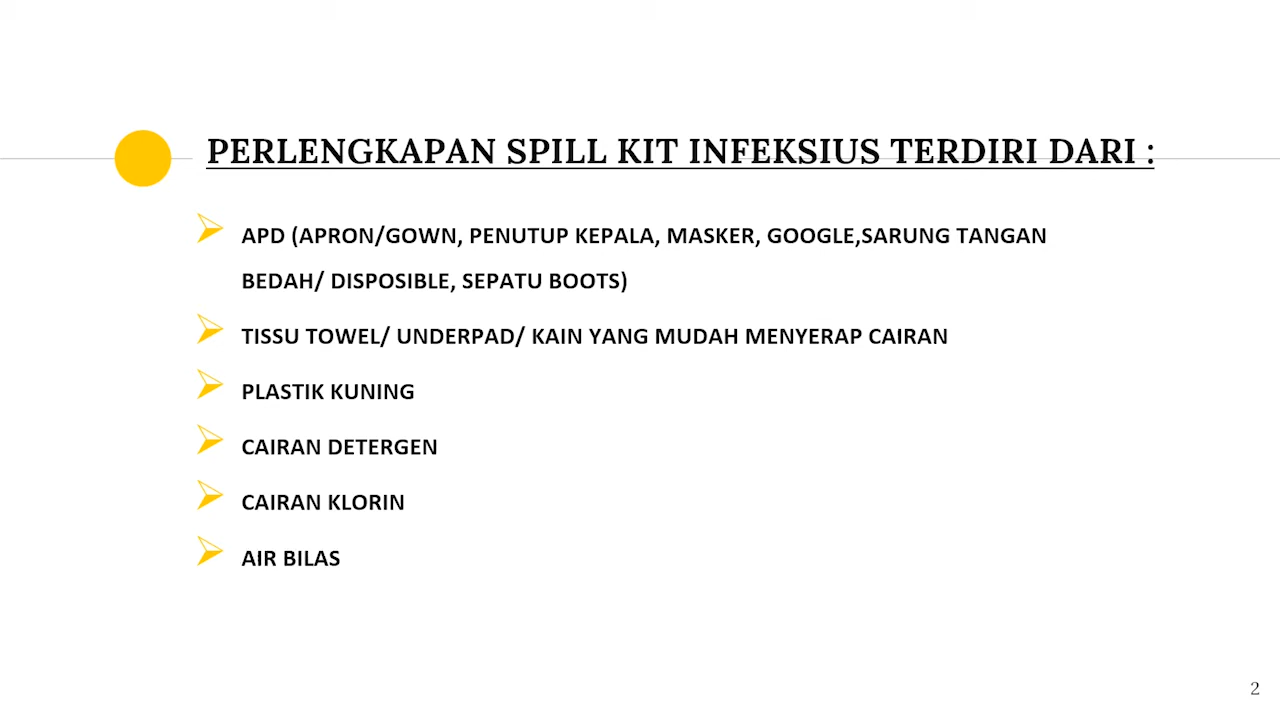 PERLENGKAPAN SPILL KIT INFEKSIUS TERDIRI DARI :
APD (APRON/GOWN, PENUTUP KEPALA, MASKER, GOOGLE,SARUNG TANGAN
BEDAH/ DISPOSIBLE, SEPATU BOOTS)
TISSU TOWEL/ UNDERPAD/ KAIN YANG MUDAH MENYERAP CAIRAN
PLASTIK KUNING
CAIRAN DETERGEN
CAIRAN KLORIN
AIR BILAS
2